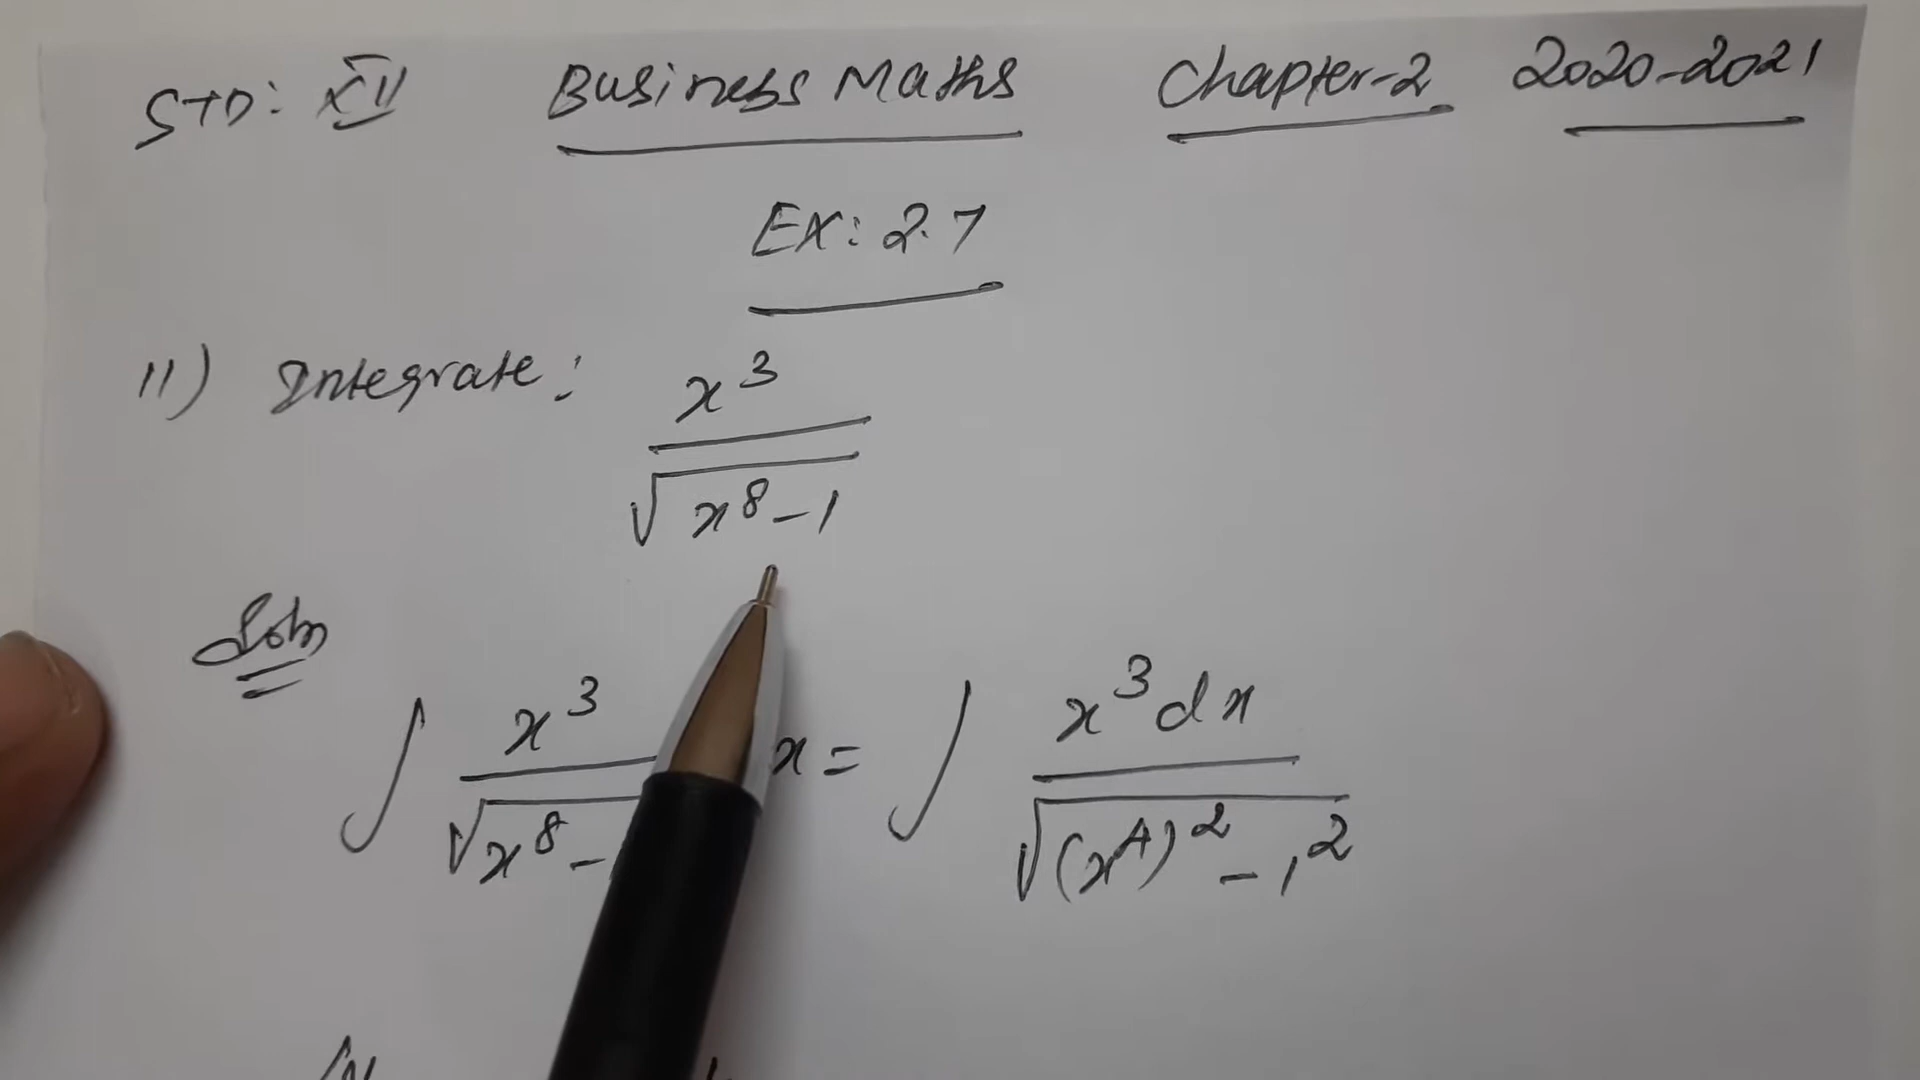 STD: XII Business Maths Chapter-2 2020-2021
EX: 2.7
11) Integrate: x³/√(x⁸-1)
Soln
∫ x³/√(x⁸- x = ∫ x³dx/√((x⁴)²-1²)